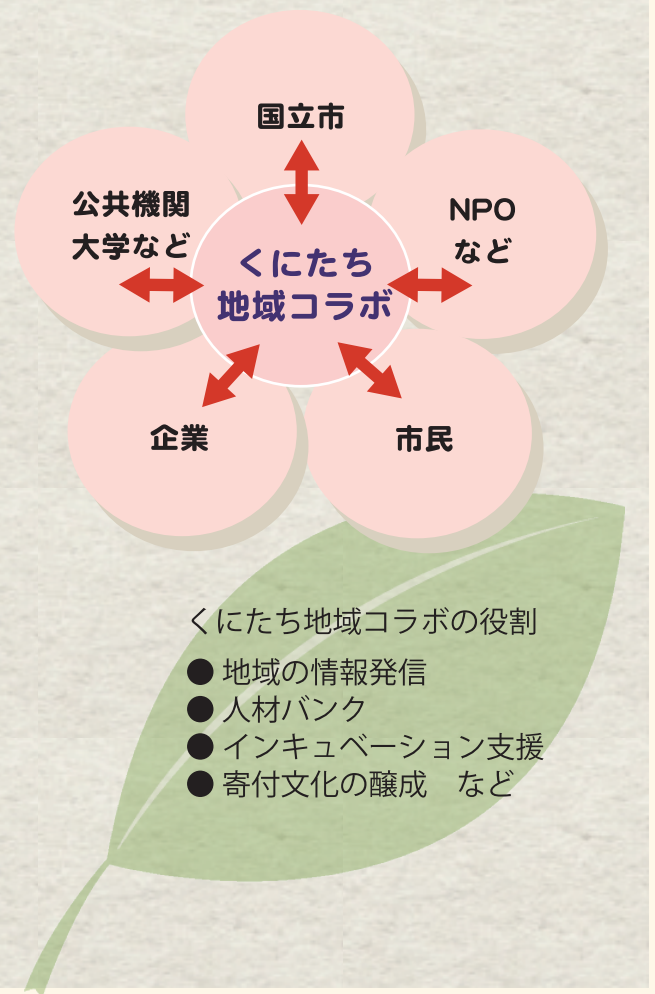 国立市
公共機関
大学など
NPO
など
くにたち
地域コラボ
企業
市民
くにたち地域コラボの役割
●地域の情報発信
●人材バンク
●インキュベーション支援
●寄付文化の醸成　など